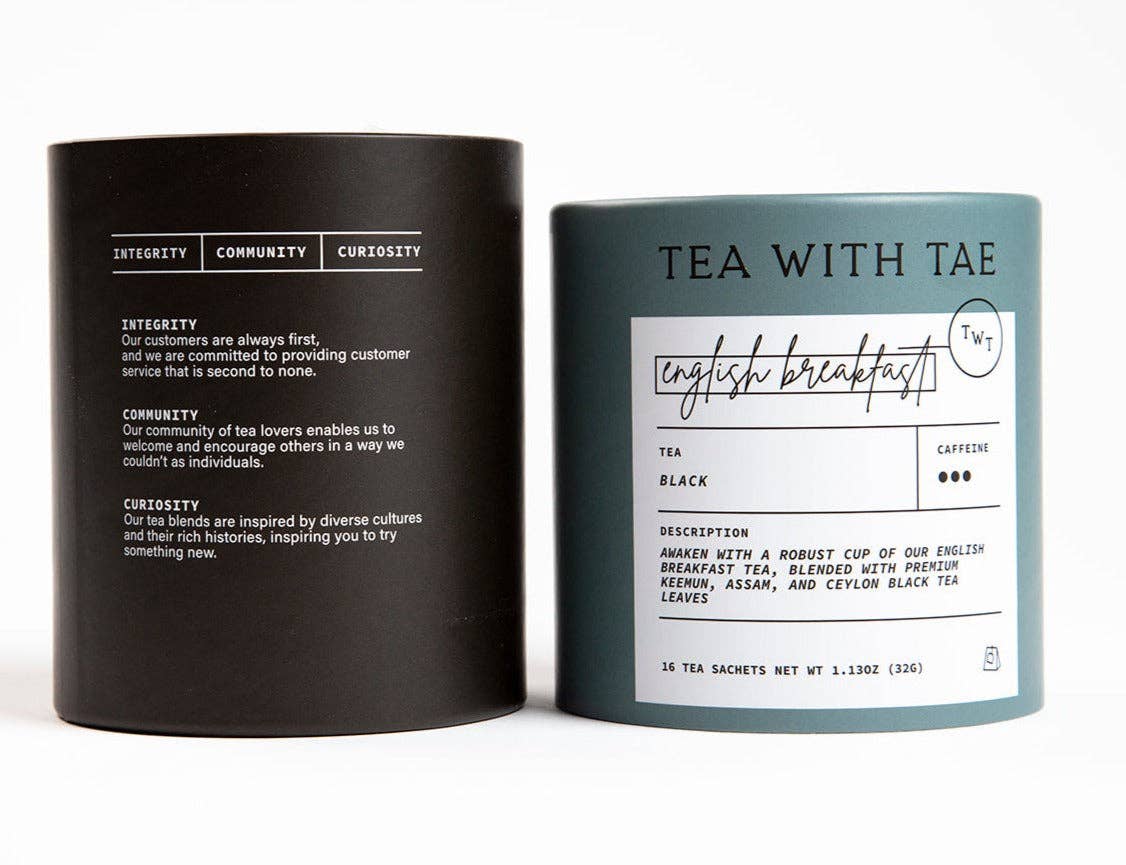 INTEGRITY COMMUNITY CURIOSITY
INTEGRITY
Our customers are always first,
and we are committed to providing customer
service that is second to none.
COMMUNITY
Our community of tea lovers enables us to
welcome and encourage others in a way we
couldn't as individuals.
CURIOSITY
Our tea blends are inspired by diverse cultures
and their rich histories, inspiring you to try
something new.
TEA WITH TAE
TWT
english breakfast
TEA
BLACK
CAFFEINE
DESCRIPTION
AWAKEN WITH A ROBUST CUP OF OUR ENGLISH
BREAKFAST TEA, BLENDED WITH PREMIUM
KEEMUN, ASSAM, AND CEYLON BLACK TEA
LEAVES
16 TEA SACHETS NET WT 1.13OZ (32G)